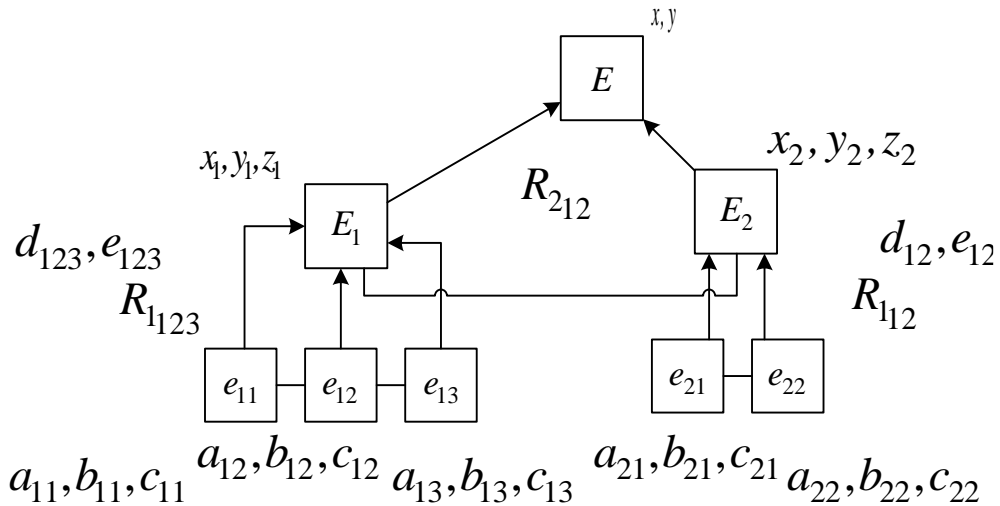 x, y
E
x₁, y₁, z₁
x₂, y₂, z₂
R₂₁₂
E₁
E₂
d₁₂₃, e₁₂₃
d₁₂, e₁₂
R₁₁₂₃
R₁₁₂
e₁₁
e₁₂
e₁₃
e₂₁
e₂₂
a₁₁, b₁₁, c₁₁
a₁₂, b₁₂, c₁₂
a₁₃, b₁₃, c₁₃
a₂₁, b₂₁, c₂₁
a₂₂, b₂₂, c₂₂